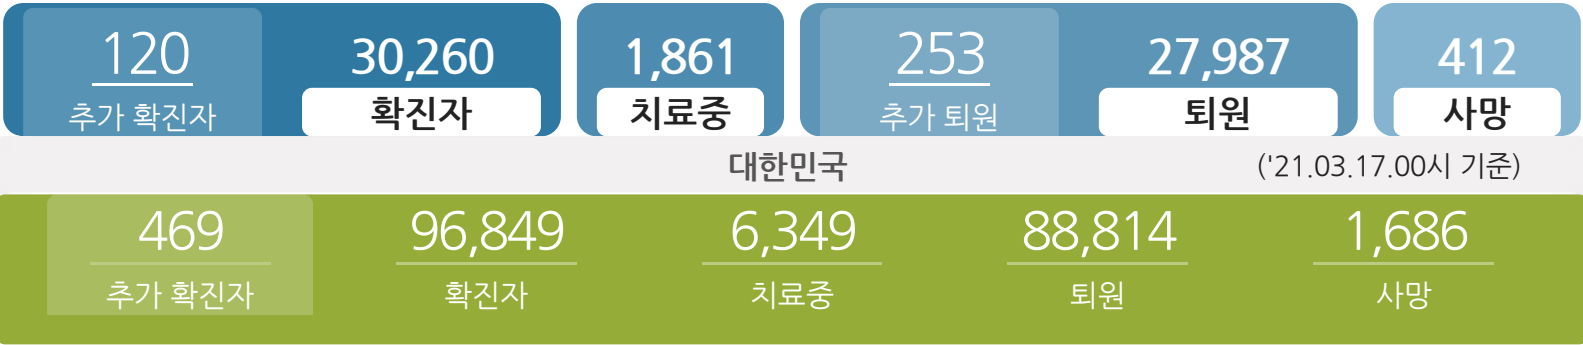 120 30,260 1,861 253 27,987 412
추가 확진자 확진자 치료중 추가 퇴원 퇴원 사망
대한민국 ('21.03.17.00시 기준)
469 96,849 6,349 88,814 1,686
추가 확진자 확진자 치료중 퇴원 사망